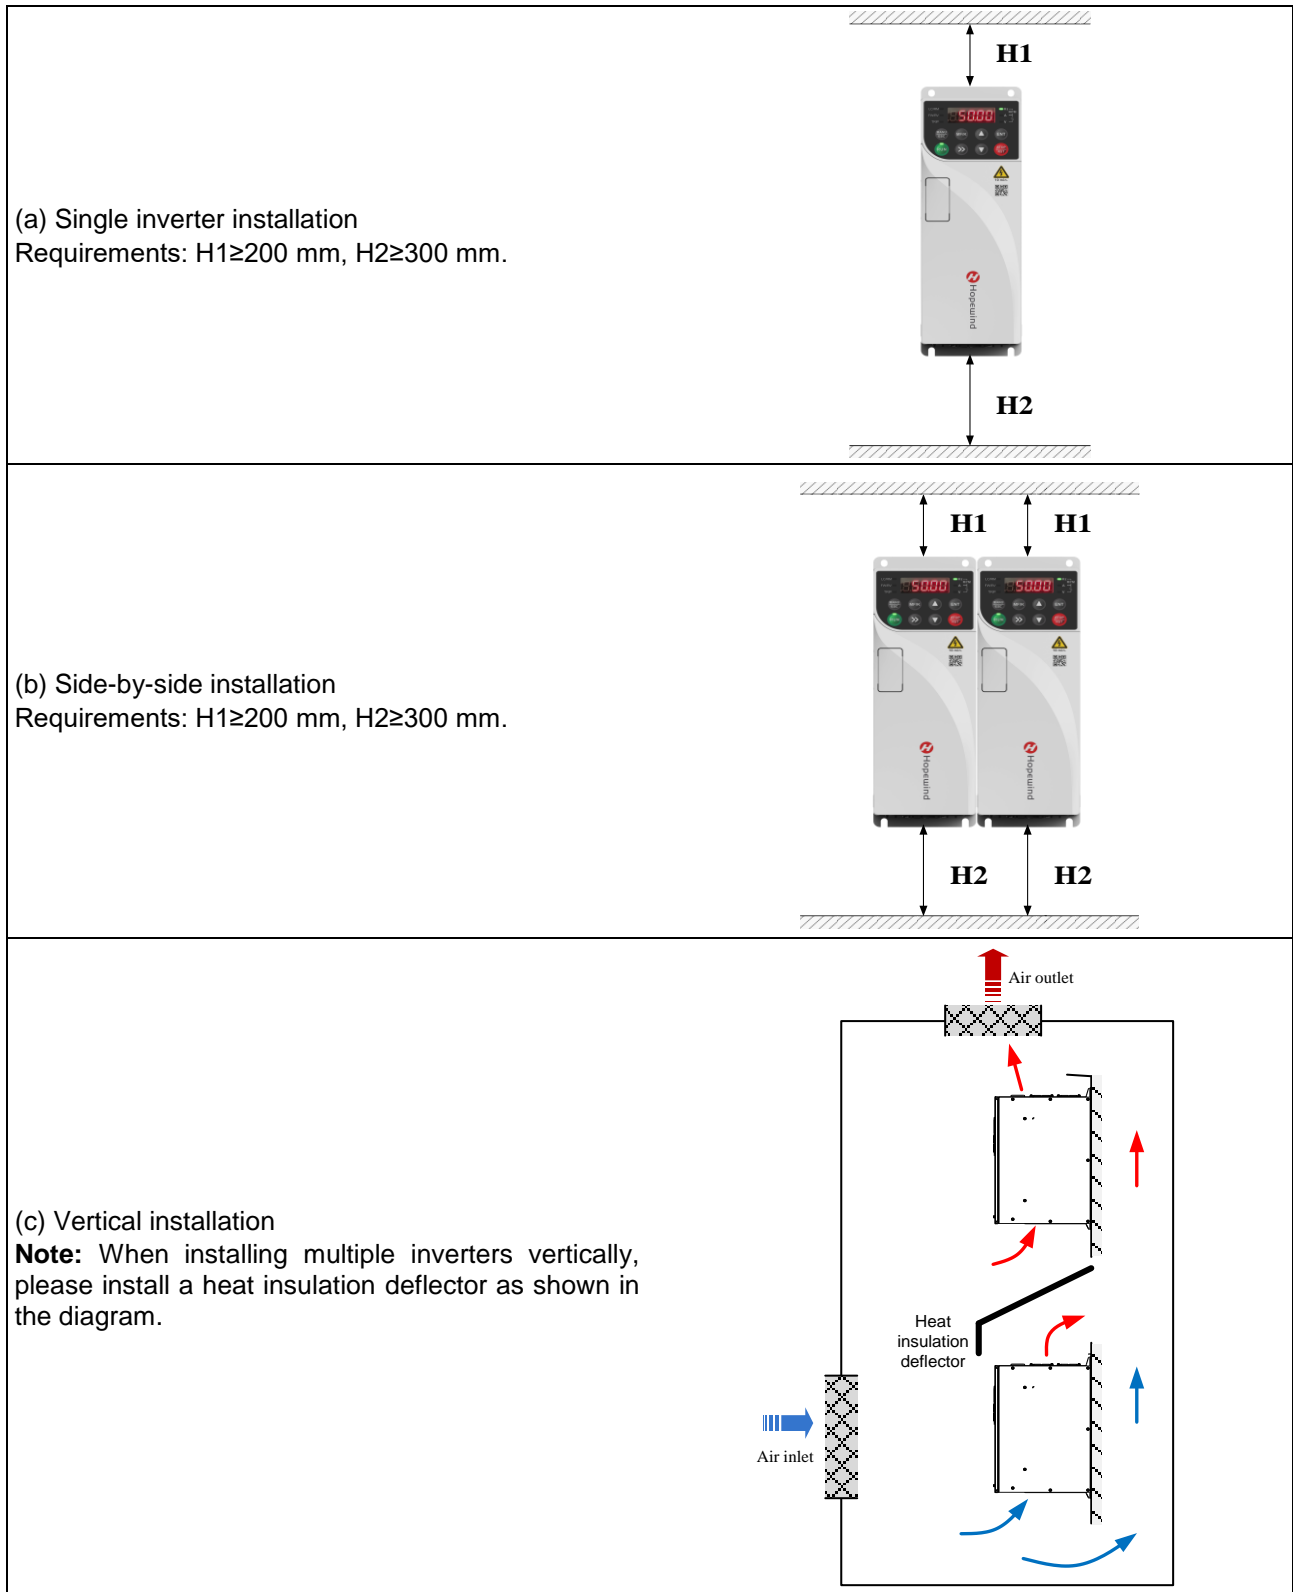 H1
50.00
Hopewind
H2
(a) Single inverter installation
Requirements: H1≥200 mm, H2≥300 mm.
H1
H1
50.00
50.00
Hopewind
Hopewind
H2
H2
(b) Side-by-side installation
Requirements: H1≥200 mm, H2≥300 mm.
(c) Vertical installation
Note: When installing multiple inverters vertically,
please install a heat insulation deflector as shown in
the diagram.
Air outlet
Heat
insulation
deflector
Air inlet